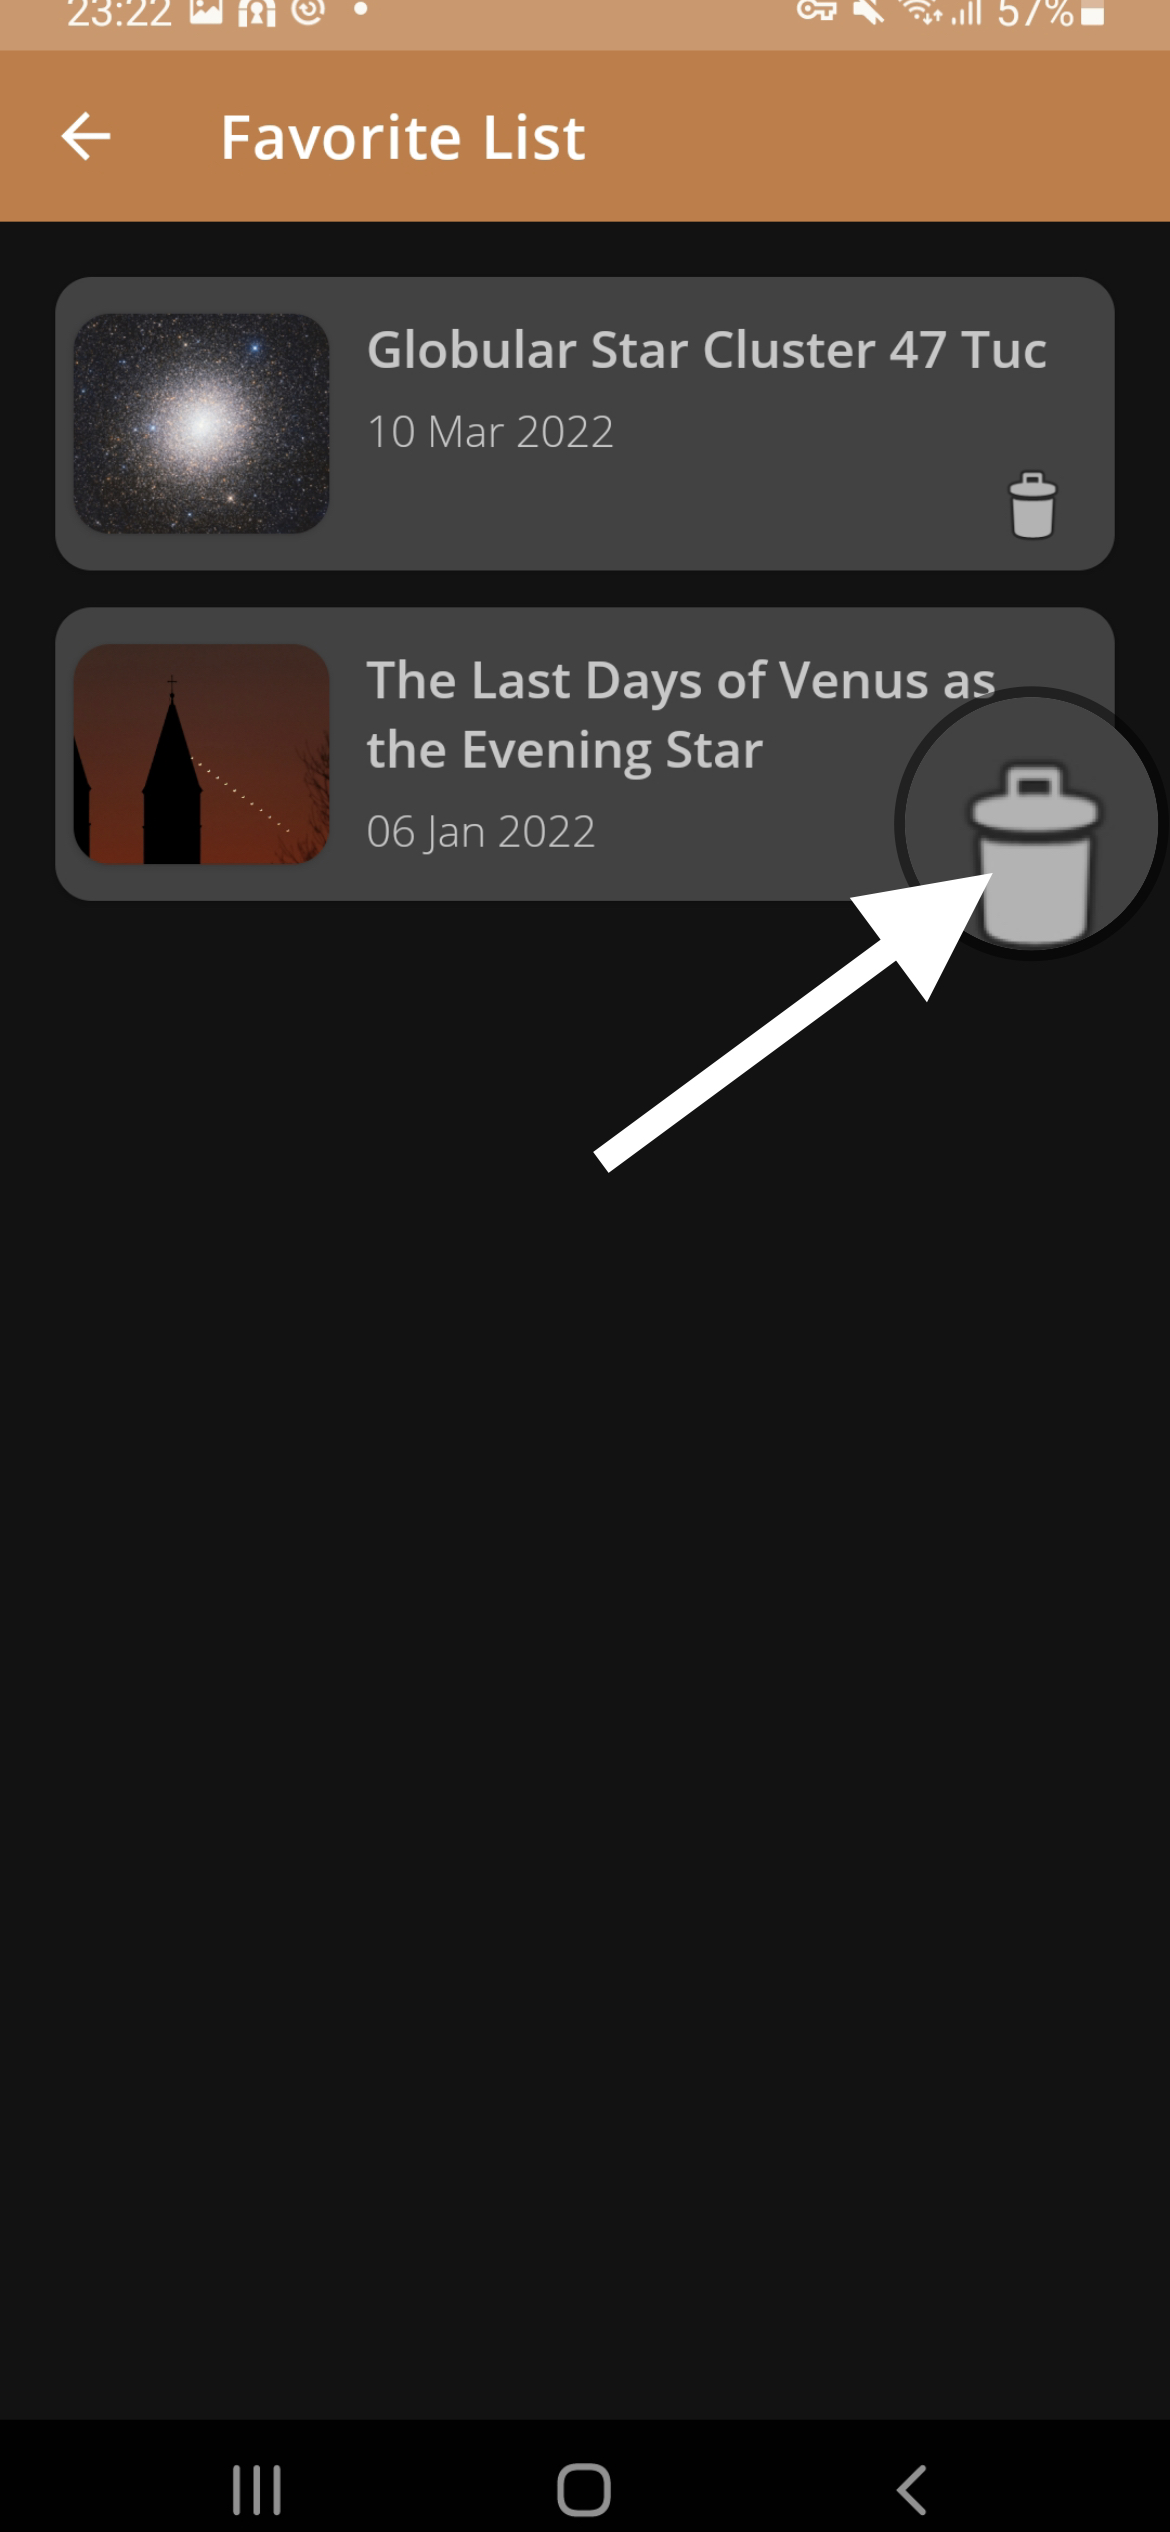 23:22 57%
Favorite List
Globular Star Cluster 47 Tuc
10 Mar 2022
The Last Days of Venus as
the Evening Star
06 Jan 2022